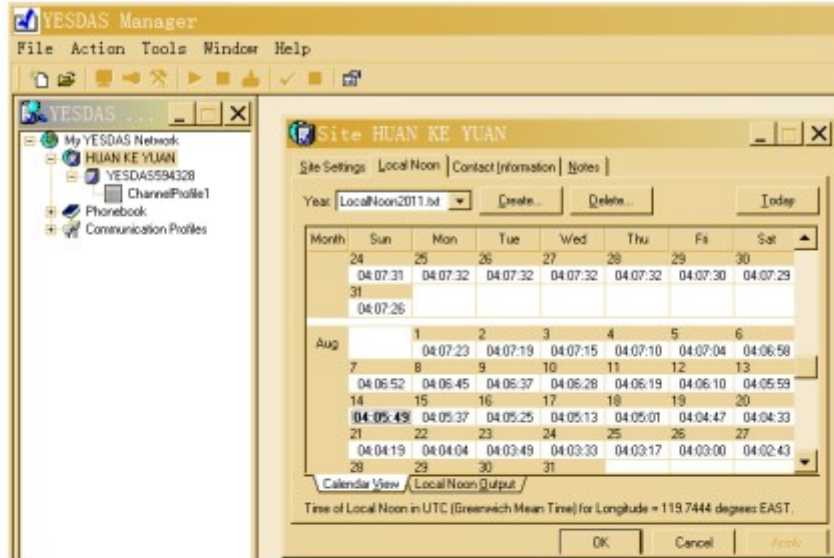 YESDAS Manager
File Action Tools Window Help
YESDAS ...
My YESDAS Network
HUAN KE YUAN
YESDAS594328
ChannelProfile1
Phonebook
Communication Profiles
Site HUAN KE YUAN
Site Settings Local Noon Contact Information Notes
Year: LocalNoon2011.txt Create... Delete... Today
Month Sun Mon Tue Wed Thu Fri Sat
24 25 26 27 28 29 30
04:07:31 04:07:32 04:07:32 04:07:32 04:07:32 04:07:30 04:07:29
31
04:07:26
Aug 1 2 3 4 5 6
04:07:23 04:07:19 04:07:15 04:07:10 04:07:04 04:06:58
7 8 9 10 11 12 13
04:06:52 04:06:45 04:06:37 04:06:28 04:06:19 04:06:10 04:05:59
14 15 16 17 18 19 20
04:05:49 04:05:37 04:05:25 04:05:13 04:05:01 04:04:47 04:04:33
21 22 23 24 25 26 27
04:04:19 04:04:04 04:03:49 04:03:33 04:03:17 04:03:00 04:02:43
28 29 30 31
Calendar View Local Noon Output
Time of Local Noon in UTC (Greenwich Mean Time) for Longitude = 119.7444 degrees EAST.
OK Cancel Apply